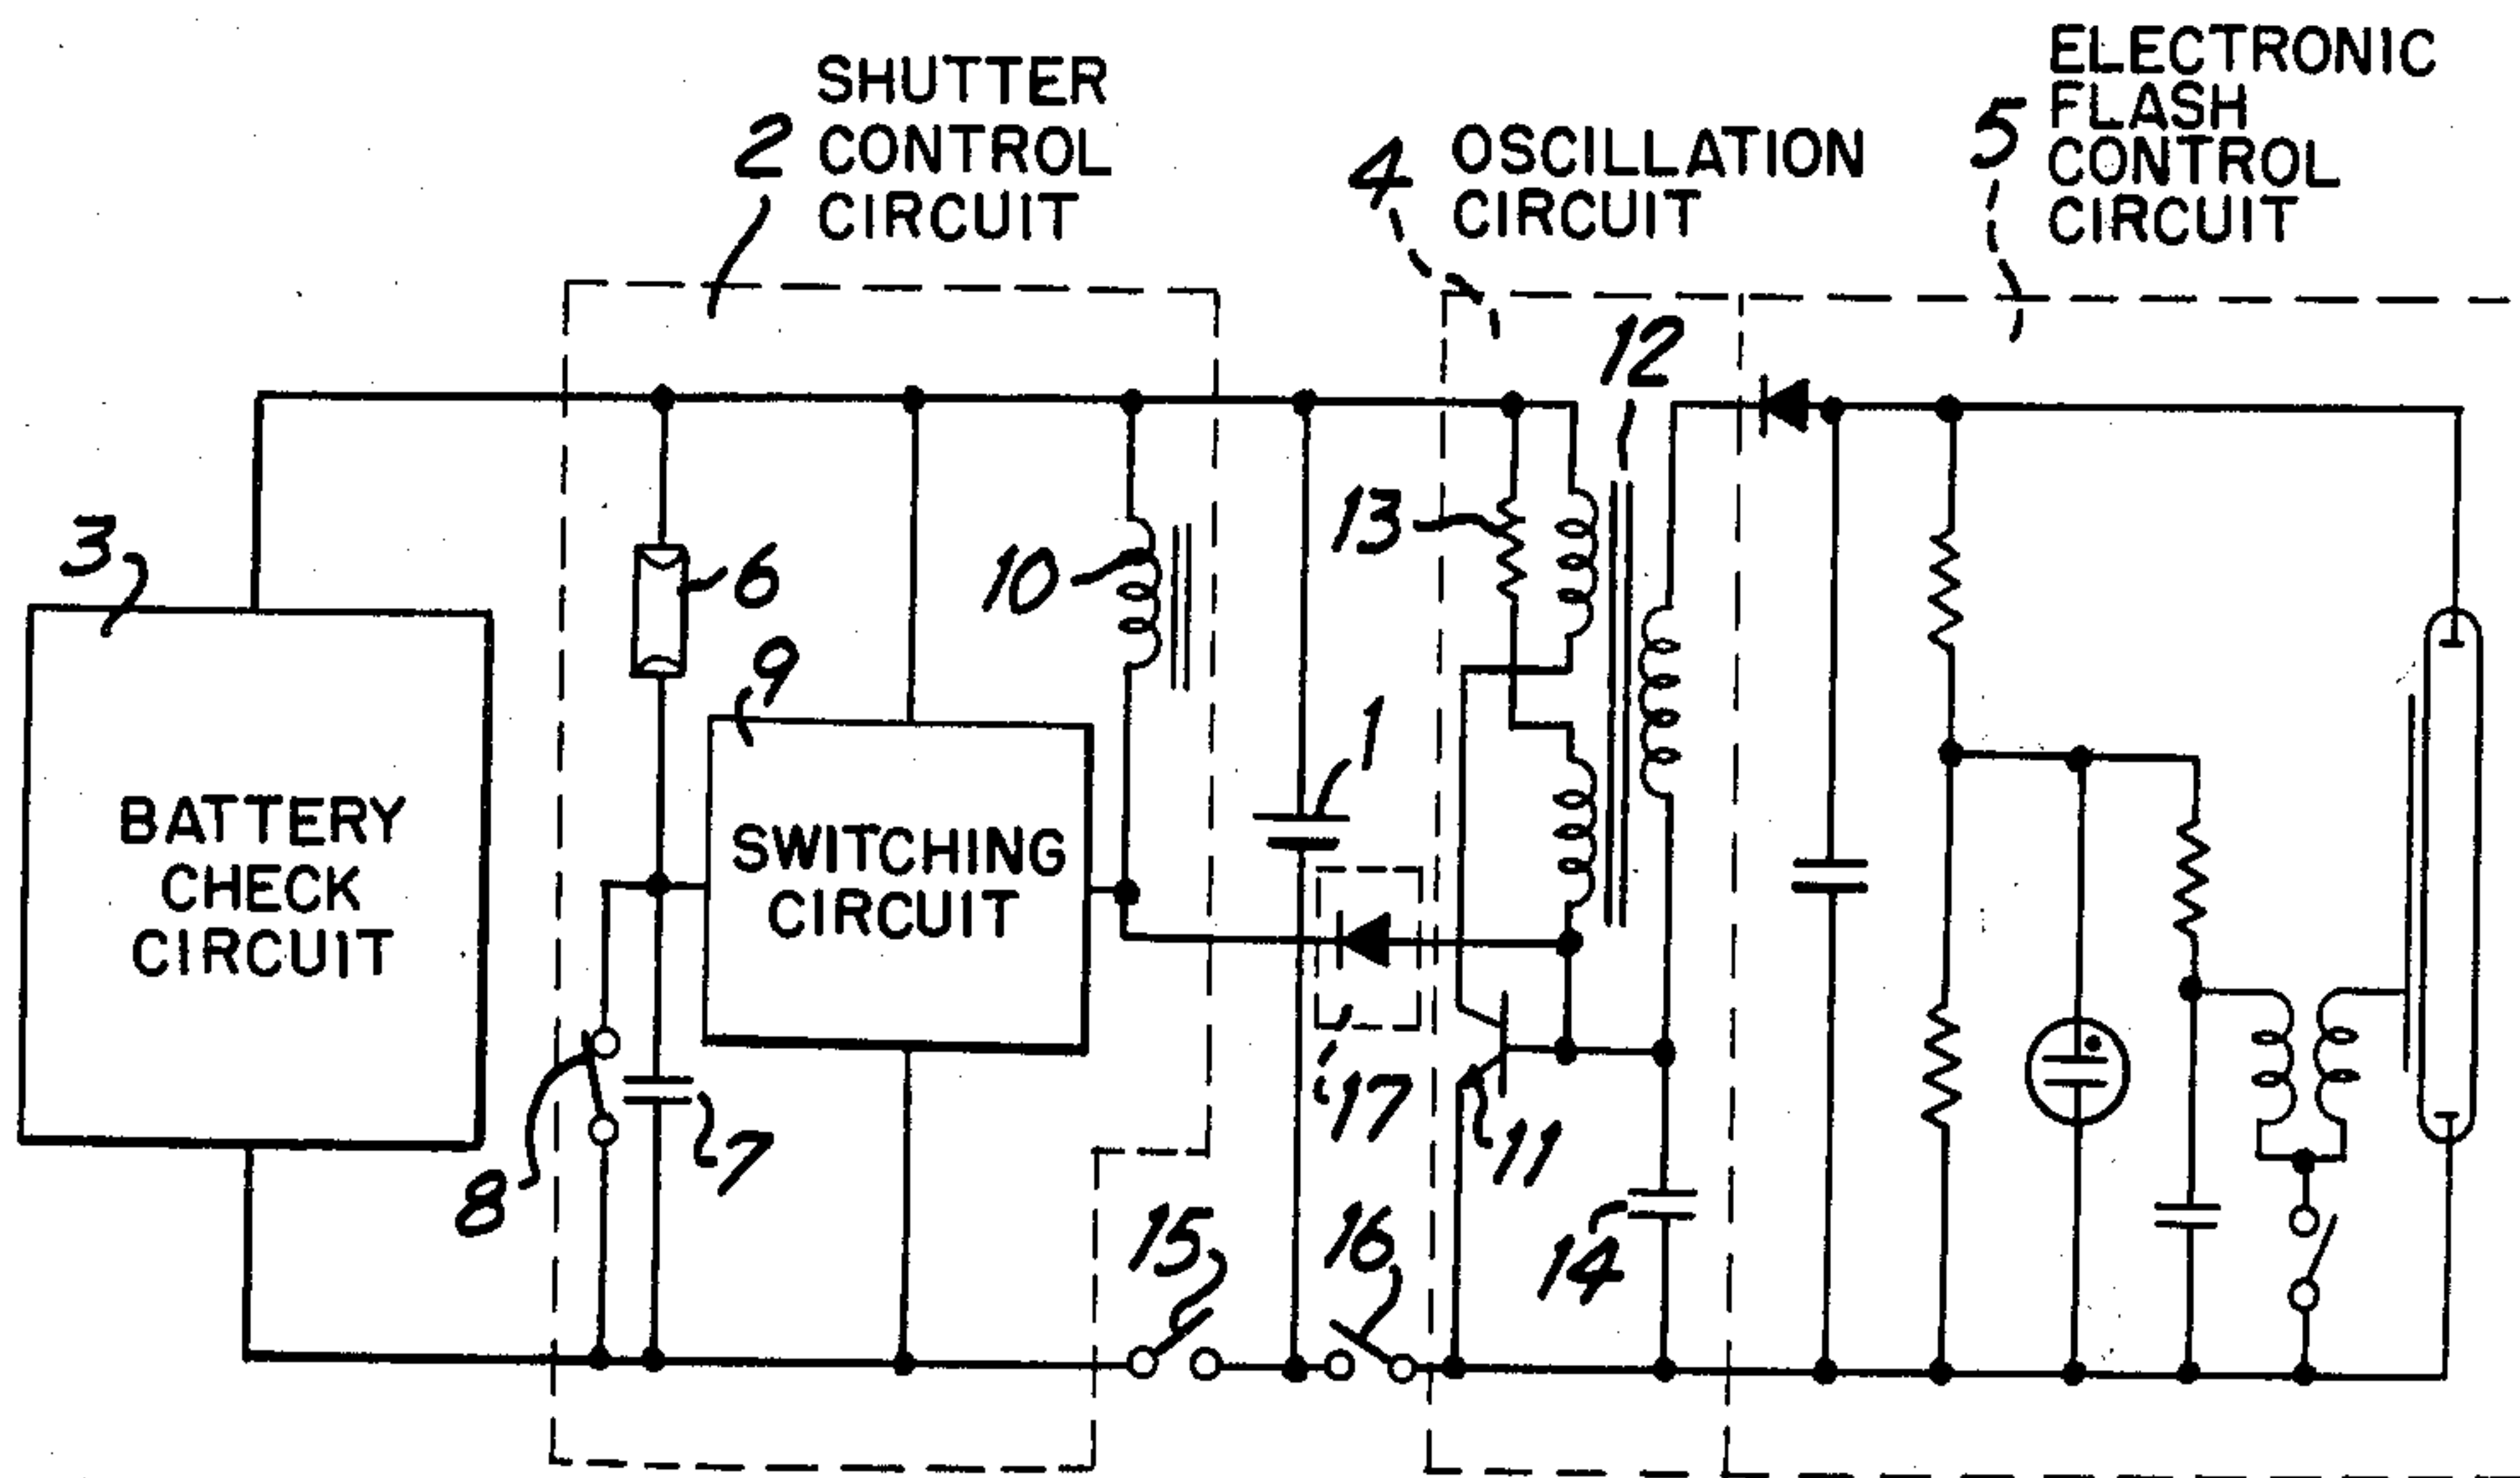 SHUTTER
2 CONTROL
CIRCUIT
4 OSCILLATION
CIRCUIT
ELECTRONIC
5 FLASH
CONTROL
CIRCUIT
12
3
13
6
10
9
1
BATTERY
CHECK
CIRCUIT
SWITCHING
CIRCUIT
17
11
7
8
15
16
14